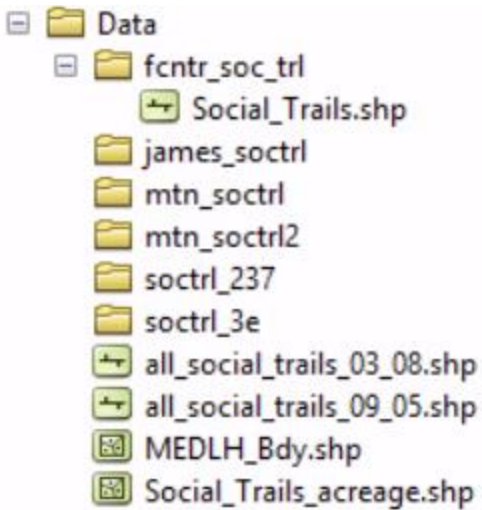 Data
fcntr_soc_trl
Social_Trails.shp
james_soctrl
mtn_soctrl
mtn_soctrl2
soctrl_237
soctrl_3e
all_social_trails_03_08.shp
all_social_trails_09_05.shp
MEDLH_Bdy.shp
Social_Trails_acreage.shp